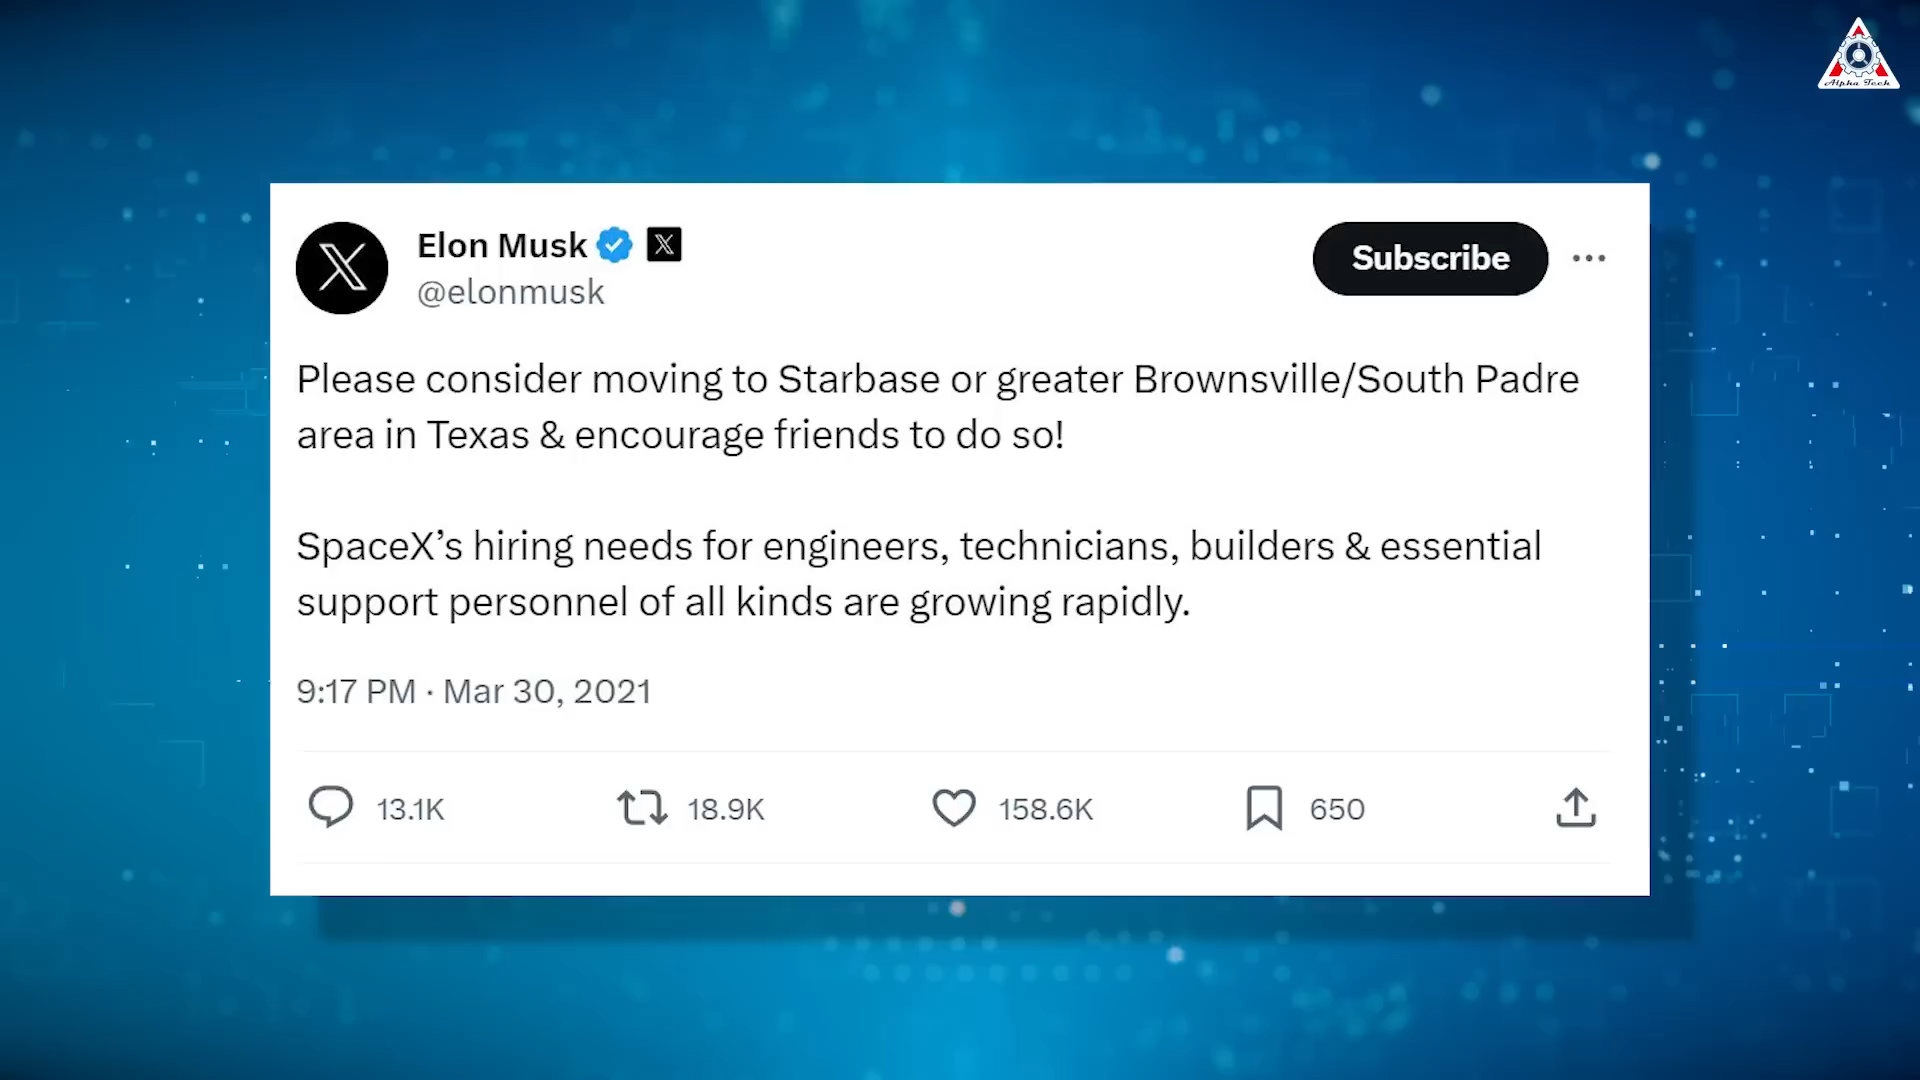 Alpha Tech
Elon Musk
@elonmusk
Subscribe
Please consider moving to Starbase or greater Brownsville/South Padre
area in Texas & encourage friends to do so!
SpaceX’s hiring needs for engineers, technicians, builders & essential
support personnel of all kinds are growing rapidly.
9:17 PM · Mar 30, 2021
13.1K 18.9K 158.6K 650